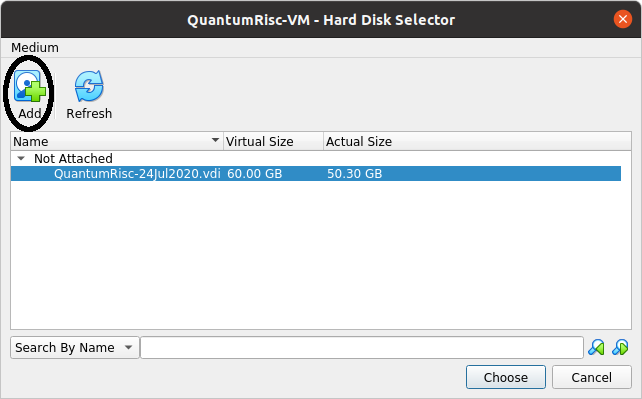 QuantumRisc-VM - Hard Disk Selector
Medium
Add Refresh
Name Virtual Size Actual Size
Not Attached
QuantumRisc-24Jul2020.vdi 60.00 GB 50.30 GB
Search By Name
Choose Cancel